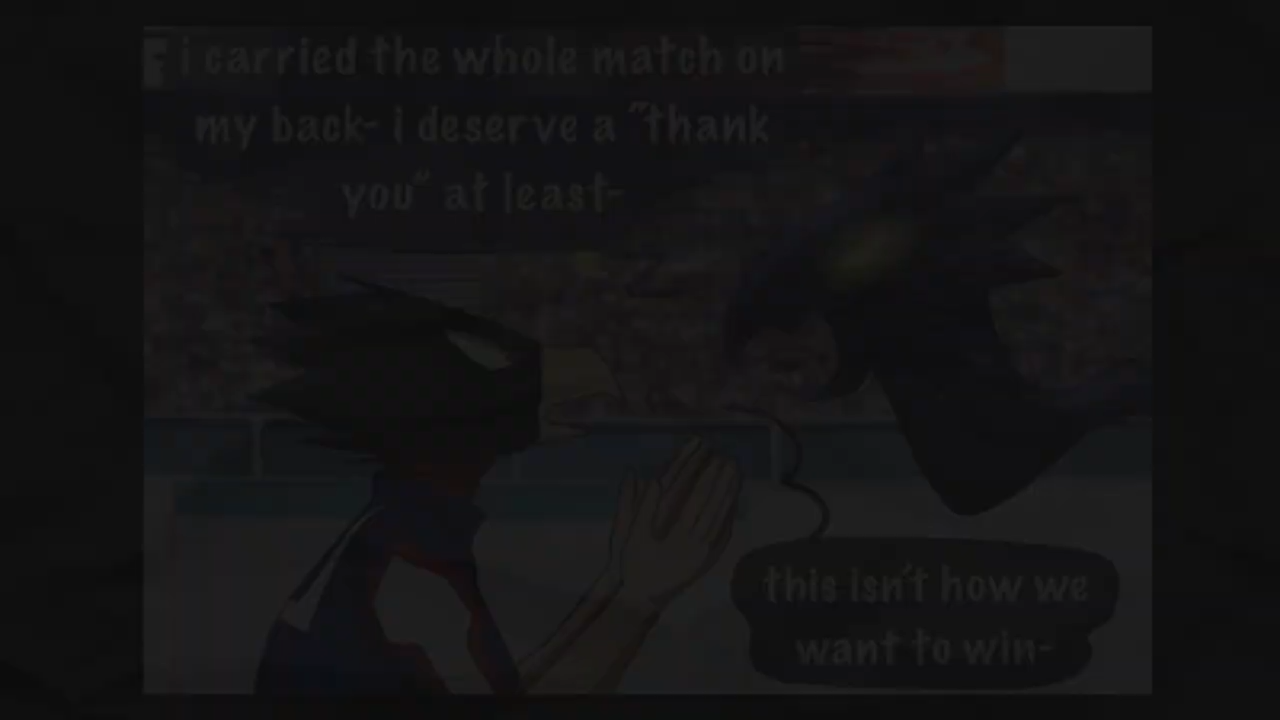 i carried the whole match on
my back- i deserve a "thank
you" at least-
this isn't how we
want to win-